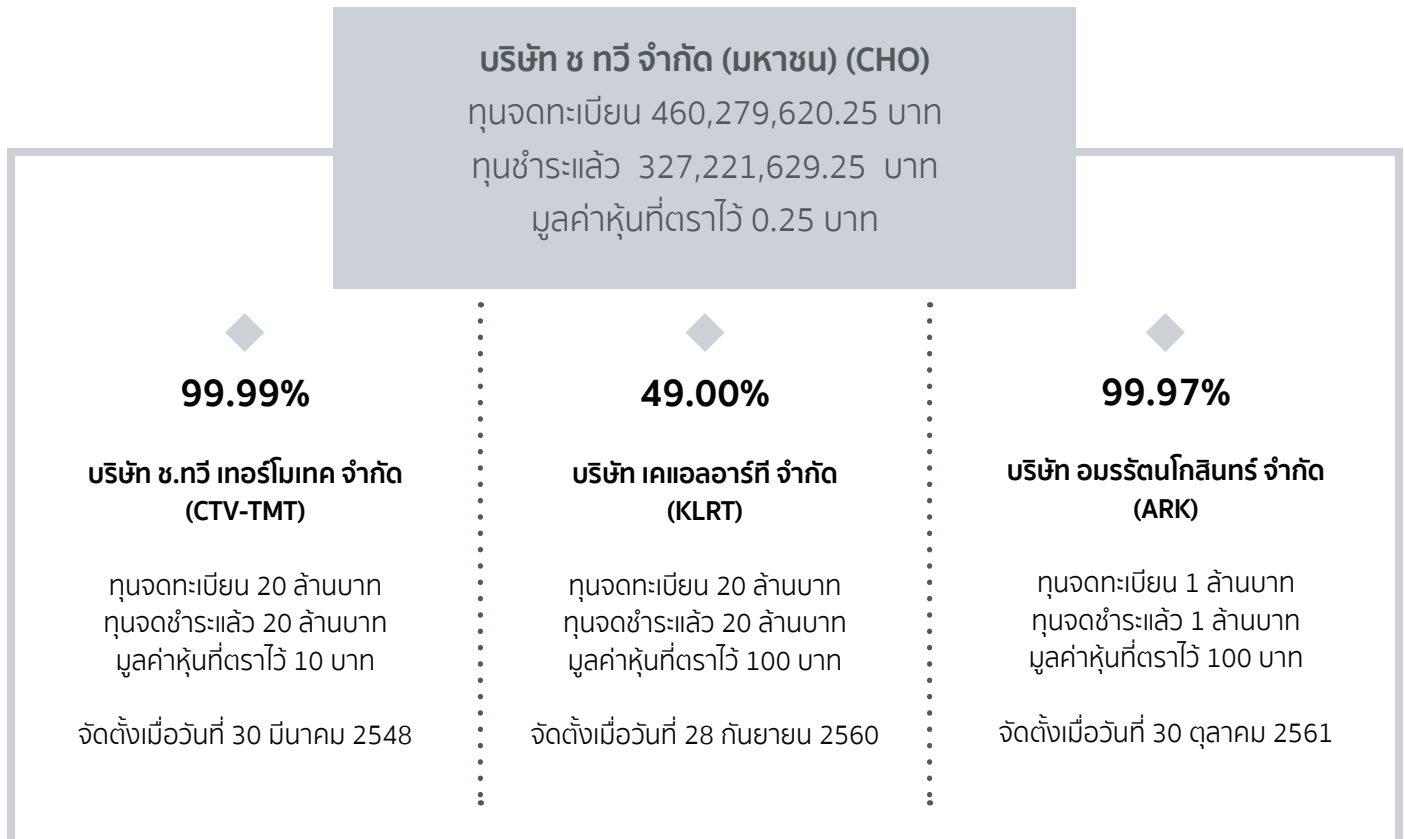 บริษัท ช ทวี จำกัด (มหาชน) (CHO)
ทุนจดทะเบียน 460,279,620.25 บาท
ทุนชำระแล้ว 327,221,629.25 บาท
มูลค่าหุ้นที่ตราไว้ 0.25 บาท
99.99%
บริษัท ช.ทวี เทอร์โมเทค จำกัด
(CTV-TMT)
ทุนจดทะเบียน 20 ล้านบาท
ทุนจดชำระแล้ว 20 ล้านบาท
มูลค่าหุ้นที่ตราไว้ 10 บาท
จัดตั้งเมื่อวันที่ 30 มีนาคม 2548
49.00%
บริษัท เคแอลอาร์ที จำกัด
(KLRT)
ทุนจดทะเบียน 20 ล้านบาท
ทุนจดชำระแล้ว 20 ล้านบาท
มูลค่าหุ้นที่ตราไว้ 100 บาท
จัดตั้งเมื่อวันที่ 28 กันยายน 2560
99.97%
บริษัท อมรรัตนโกสินทร์ จำกัด
(ARK)
ทุนจดทะเบียน 1 ล้านบาท
ทุนจดชำระแล้ว 1 ล้านบาท
มูลค่าหุ้นที่ตราไว้ 100 บาท
จัดตั้งเมื่อวันที่ 30 ตุลาคม 2561